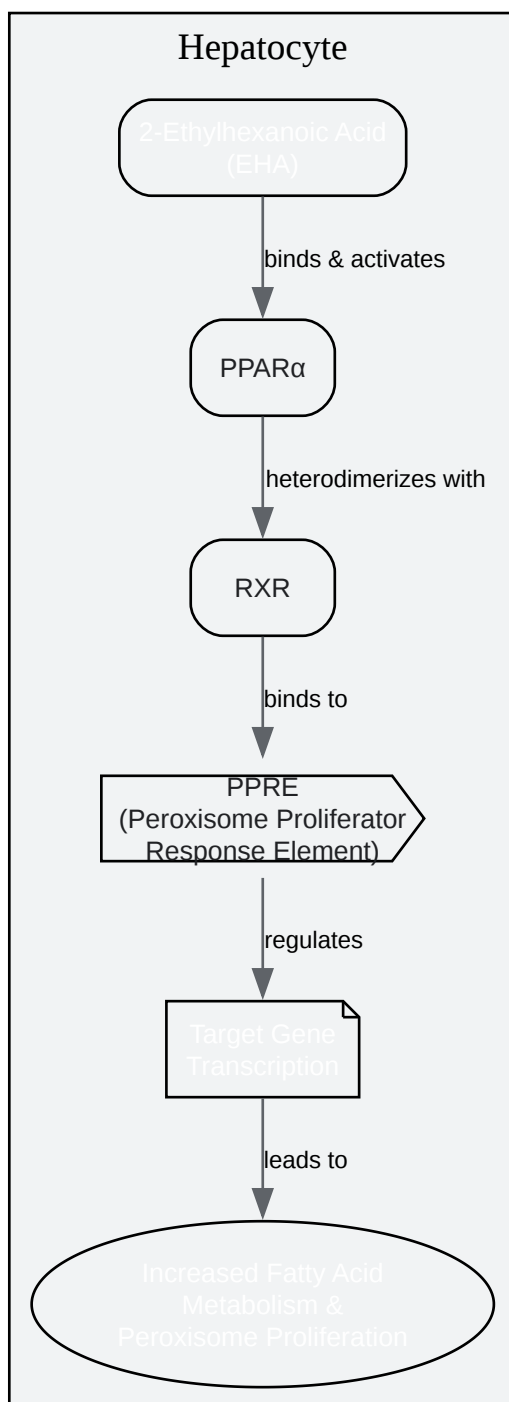 Hepatocyte
2-Ethylhexanoic Acid
(EHA)
binds & activates
PPARα
heterodimerizes with
RXR
binds to
PPRE
(Peroxisome Proliferator
Response Element)
regulates
Target Gene
Transcription
leads to
Increased Fatty Acid
Metabolism &
Peroxisome Proliferation